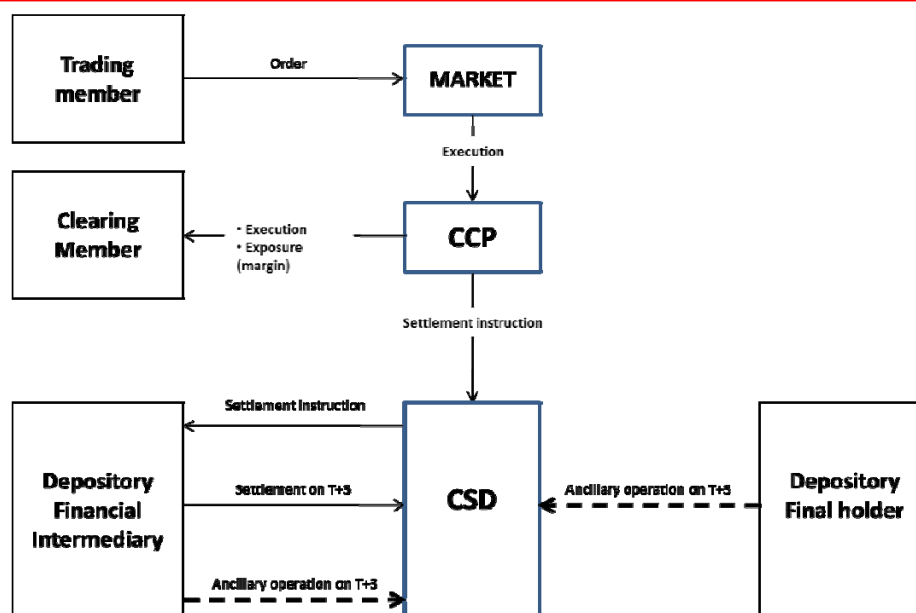 Trading
member
Order
MARKET
Execution
Clearing
Member
• Execution
• Exposure
(margin)
CCP
Settlement instruction
Settlement instruction
Depository
Financial
Intermediary
Settlement on T+3
CSD
Ancillary operation on T+3
Depository
Final holder
Ancillary operation on T+3